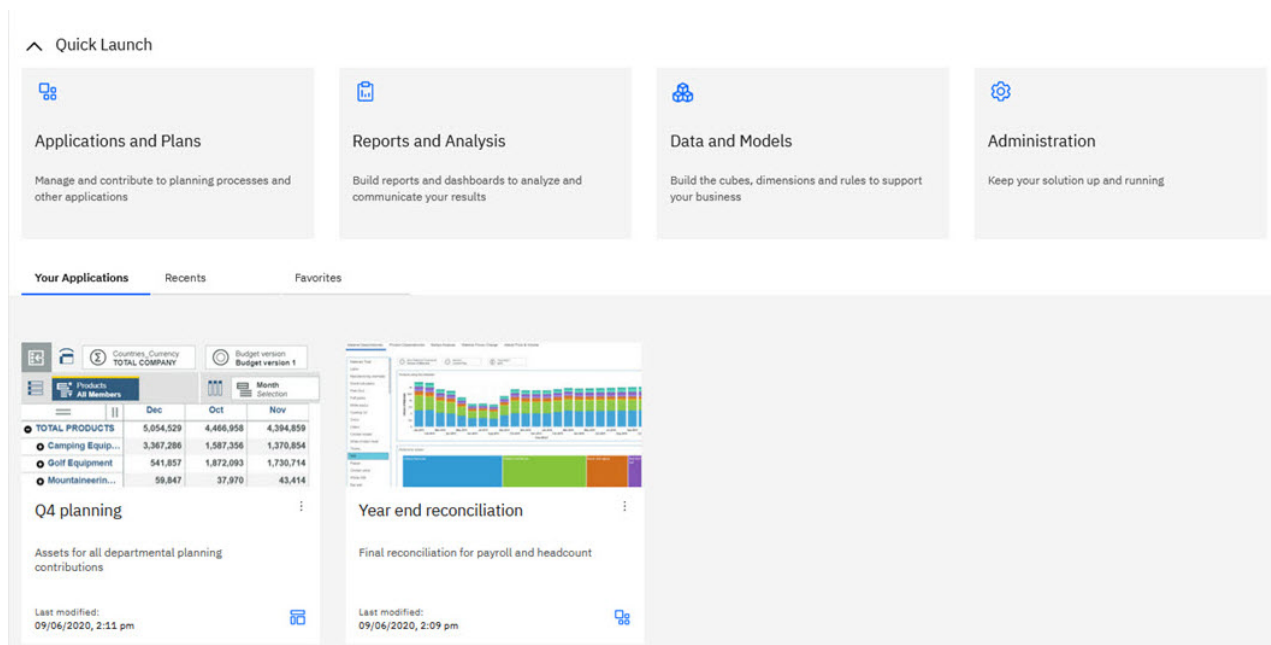 Quick Launch
Applications and Plans
Manage and contribute to planning processes and
other applications
Reports and Analysis
Build reports and dashboards to analyze and
communicate your results
Data and Models
Build the cubes, dimensions and rules to support
your business
Administration
Keep your solution up and running
Your Applications Recents Favorites
Countries_Currency
TOTAL COMPANY
Budget version
Budget version 1
Products
All Members
Month
Selection
Dec Oct Nov
TOTAL PRODUCTS 5,054,529 4,466,958 4,394,859
Camping Equip... 3,367,286 1,587,356 1,370,854
Golf Equipment 541,857 1,872,093 1,730,714
Mountaineerin... 59,847 37,970 43,414
Q4 planning
Assets for all departmental planning
contributions
Last modified:
09/06/2020, 2:11 pm
Year end reconciliation
Final reconciliation for payroll and headcount
Last modified:
09/06/2020, 2:09 pm